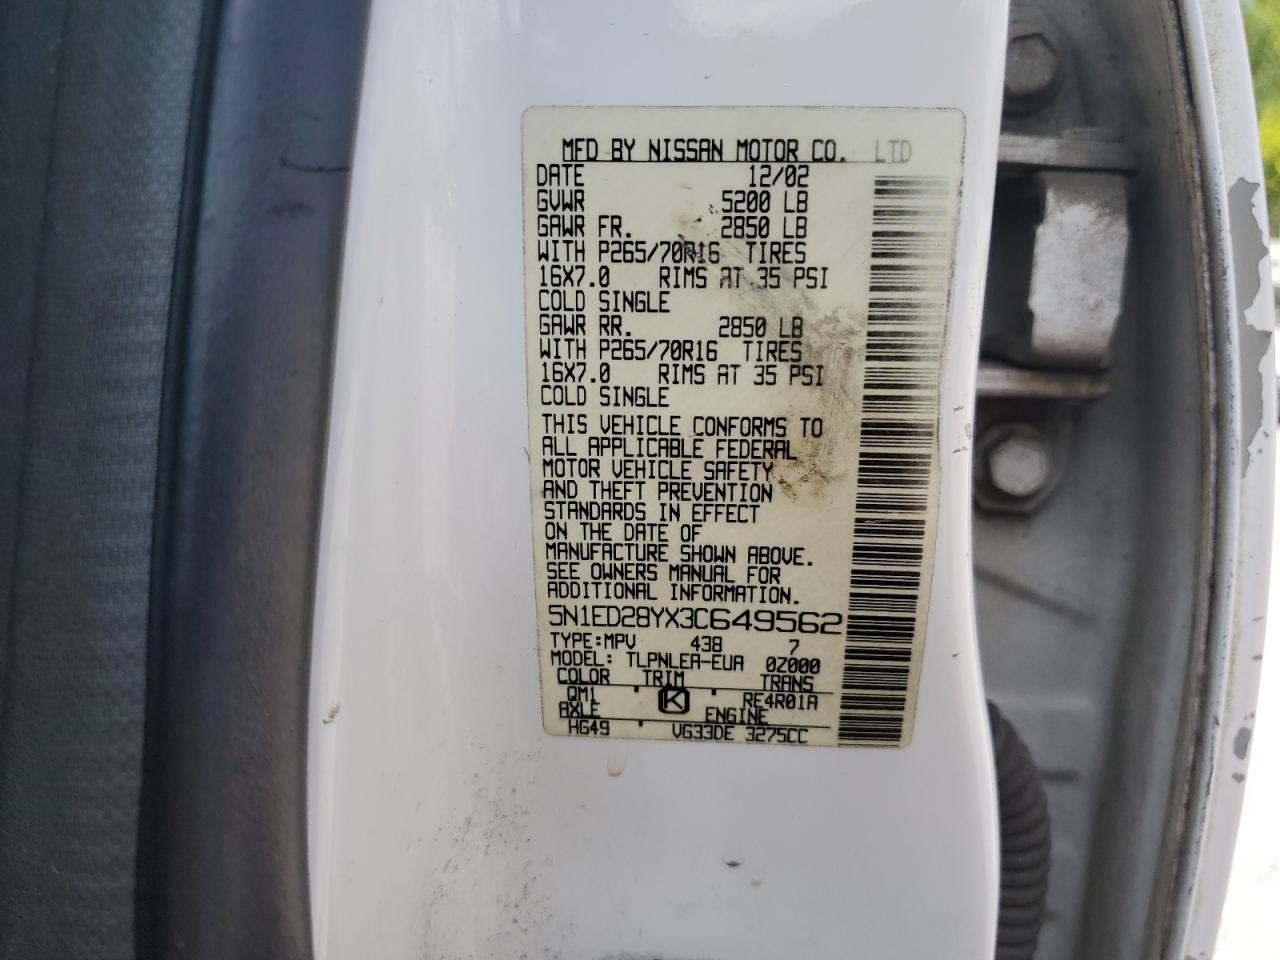 MFD BY NISSAN MOTOR CO. LTD
DATE 12/02
GVWR 5200 LB
GAWR FR. 2850 LB
WITH P265/70R16 TIRES
16X7.0 RIMS AT 35 PSI
COLD SINGLE
GAWR RR. 2850 LB
WITH P265/70R16 TIRES
16X7.0 RIMS AT 35 PSI
COLD SINGLE
THIS VEHICLE CONFORMS TO
ALL APPLICABLE FEDERAL
MOTOR VEHICLE SAFETY
AND THEFT PREVENTION
STANDARDS IN EFFECT
ON THE DATE OF
MANUFACTURE SHOWN ABOVE.
SEE OWNERS MANUAL FOR
ADDITIONAL INFORMATION.
5N1ED28YX3C649562
TYPE:MPV 438 7
MODEL: TLPNLEA-EUA 0Z000
COLOR TRIM TRANS
QM1 K RE4R01A
AXLE ENGINE
HG49 VG33DE 3275CC